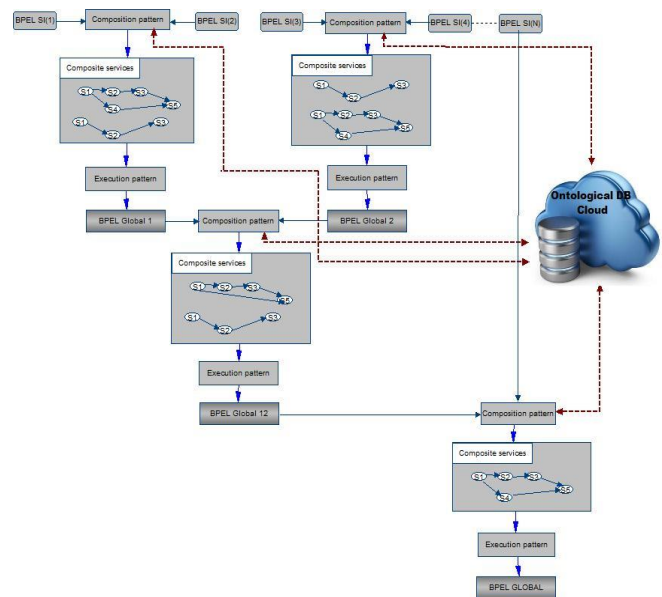 BPEL SI(1)
Composition pattern
BPEL SI(2)
BPEL SI(3)
Composition pattern
BPEL SI(4)
BPEL SI(N)
Composite services
S1
S2
S3
S4
S5
S1
S2
S3
Composite services
S1
S2
S3
S1
S2
S3
S4
S5
Execution pattern
Execution pattern
Ontological DB
Cloud
BPEL Global 1
Composition pattern
BPEL Global 2
Composite services
S1
S2
S3
S5
S1
S2
S3
Execution pattern
BPEL Global 12
Composition pattern
Composite services
S1
S2
S3
S4
S5
Execution pattern
BPEL GLOBAL